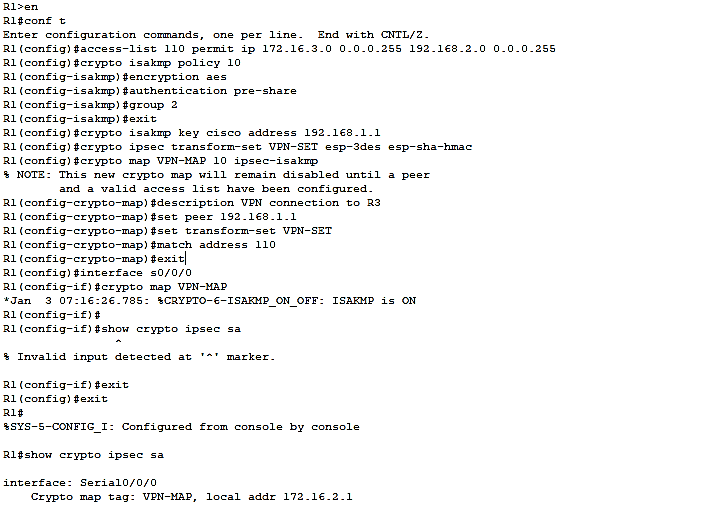 R1>en
R1#conf t
Enter configuration commands, one per line.  End with CNTL/Z.
R1(config)#access-list 110 permit ip 172.16.3.0 0.0.0.255 192.168.2.0 0.0.0.255
R1(config)#crypto isakmp policy 10
R1(config-isakmp)#encryption aes
R1(config-isakmp)#authentication pre-share
R1(config-isakmp)#group 2
R1(config-isakmp)#exit
R1(config)#crypto isakmp key cisco address 192.168.1.1
R1(config)#crypto ipsec transform-set VPN-SET esp-3des esp-sha-hmac
R1(config)#crypto map VPN-MAP 10 ipsec-isakmp
% NOTE: This new crypto map will remain disabled until a peer
        and a valid access list have been configured.
R1(config-crypto-map)#description VPN connection to R3
R1(config-crypto-map)#set peer 192.168.1.1
R1(config-crypto-map)#set transform-set VPN-SET
R1(config-crypto-map)#match address 110
R1(config-crypto-map)#exit
R1(config)#interface s0/0/0
R1(config-if)#crypto map VPN-MAP
*Jan  3 07:16:26.785: %CRYPTO-6-ISAKMP_ON_OFF: ISAKMP is ON
R1(config-if)#
R1(config-if)#show crypto ipsec sa
                ^
% Invalid input detected at '^' marker.
R1(config-if)#exit
R1(config)#exit
R1#
%SYS-5-CONFIG_I: Configured from console by console
R1#show crypto ipsec sa
interface: Serial0/0/0
    Crypto map tag: VPN-MAP, local addr 172.16.2.1